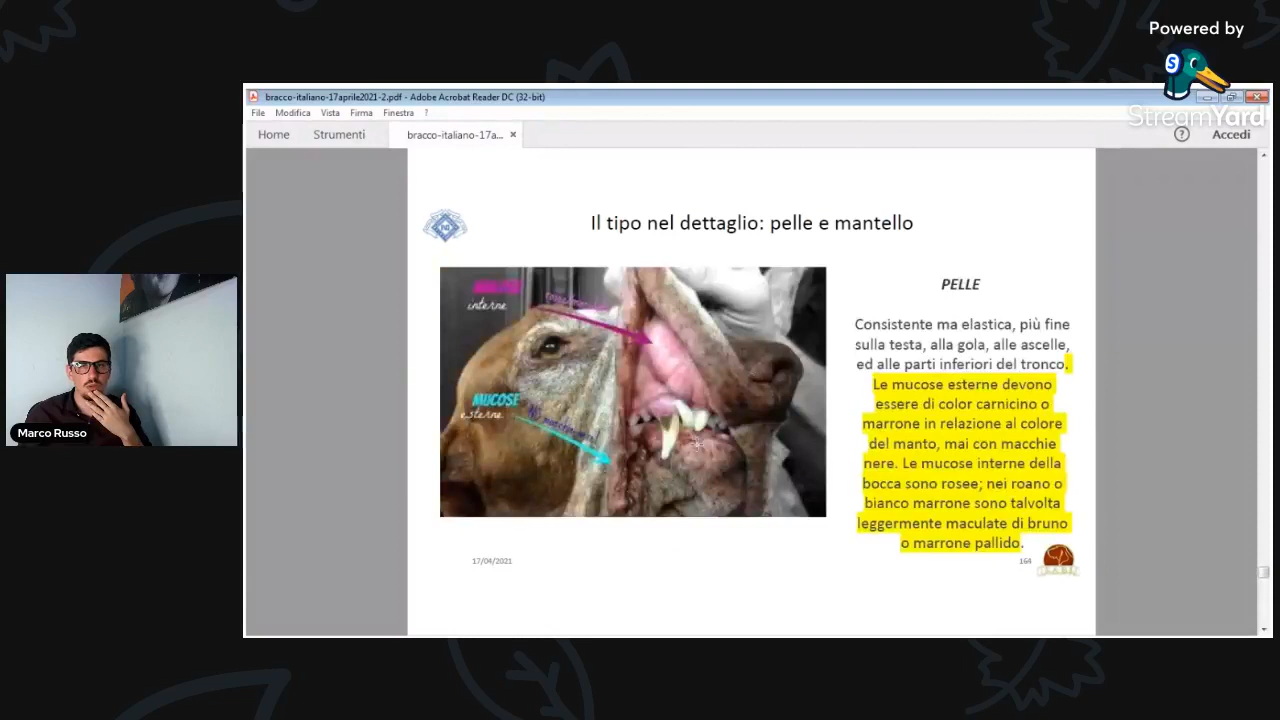 Powered by
S
StreamYard
bracco-italiano-17aprile2021-2.pdf - Adobe Acrobat Reader DC (32-bit)
File Modifica Vista Firma Finestra ?
Home Strumenti bracco-italiano-17a... × ? Accedi
Il tipo nel dettaglio: pelle e mantello
interne
MUCOSE
esterne
PELLE
Consistente ma elastica, più fine
sulla testa, alla gola, alle ascelle,
ed alle parti inferiori del tronco.
Le mucose esterne devono
essere di color carnicino o
marrone in relazione al colore
del manto, mai con macchie
nere. Le mucose interne della
bocca sono rosee; nei roano o
bianco marrone sono talvolta
leggermente maculate di bruno
o marrone pallido.
17/04/2021
164
Marco Russo